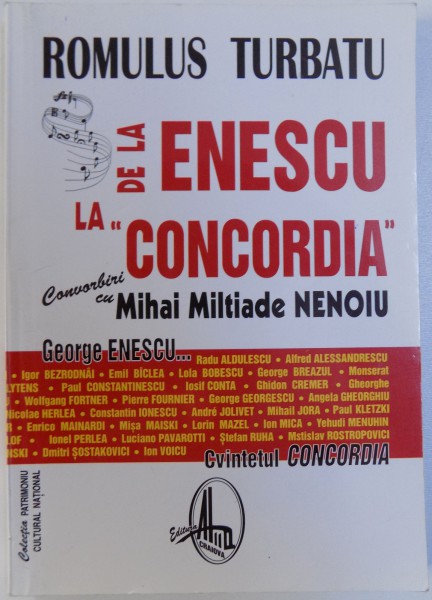 ROMULUS TURBATU
DE LA
ENESCU
LA "CONCORDIA"
Convorbiri
cu
Mihai Miltiade NENOIU
George ENESCU...
Radu ALDULESCU • Alfred ALESSANDRESCU
• Igor BEZRODNÂI • Emil BÎCLEA • Lola BOBESCU • George BREAZUL • Monserat
LYTENS • Paul CONSTANTINESCU • Iosif CONTA • Ghidon CREMER • Gheorghe
U • Wolfgang FORTNER • Pierre FOURNIER • George GEORGESCU • Angela GHEORGHIU
Nicolae HERLEA • Constantin IONESCU • André JOLIVET • Mihail JORA • Paul KLETZKI
R • Enrico MAINARDI • Mişa MAISKI • Lorin MAZEL • Ion MICA • Yehudi MENUHIN
LOF • Ionel PERLEA • Luciano PAVAROTTI • Ştefan RUHA • Mstislav ROSTROPOVICI
NSKI • Dmitri ŞOSTAKOVICI • Ion VOICU •
Cvintetul CONCORDIA
Colecţia PATRIMONIU
CULTURAL NAŢIONAL
Editura
Alma
CRAIOVA